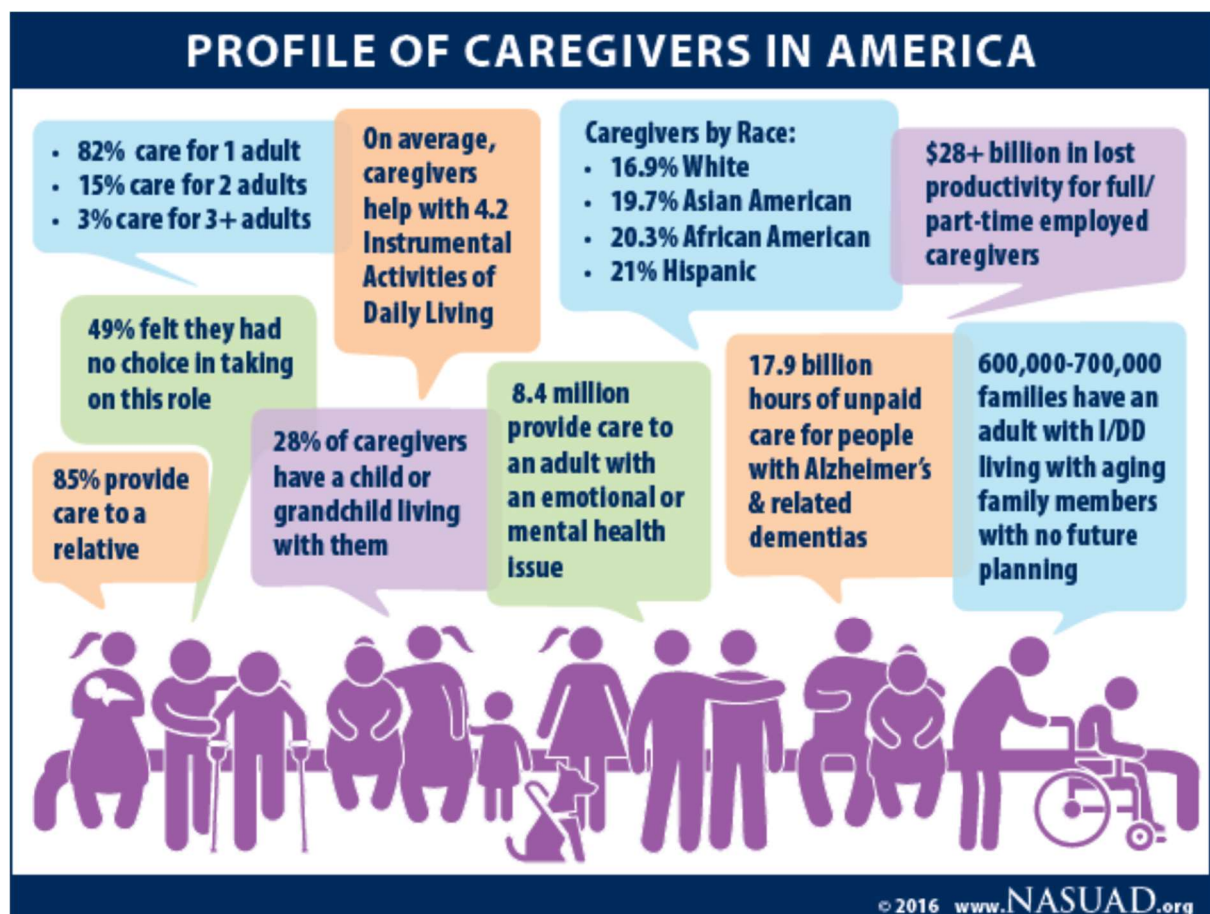 PROFILE OF CAREGIVERS IN AMERICA
• 82% care for 1 adult
• 15% care for 2 adults
• 3% care for 3+ adults
On average,
caregivers
help with 4.2
Instrumental
Activities of
Daily Living
Caregivers by Race:
• 16.9% White
• 19.7% Asian American
• 20.3% African American
• 21% Hispanic
$28+ billion in lost
productivity for full/
part-time employed
caregivers
49% felt they had
no choice in taking
on this role
85% provide
care to a
relative
28% of caregivers
have a child or
grandchild living
with them
8.4 million
provide care to
an adult with
an emotional or
mental health
issue
17.9 billion
hours of unpaid
care for people
with Alzheimer's
& related
dementias
600,000-700,000
families have an
adult with I/DD
living with aging
family members
with no future
planning
© 2016 www.NASUAD.org